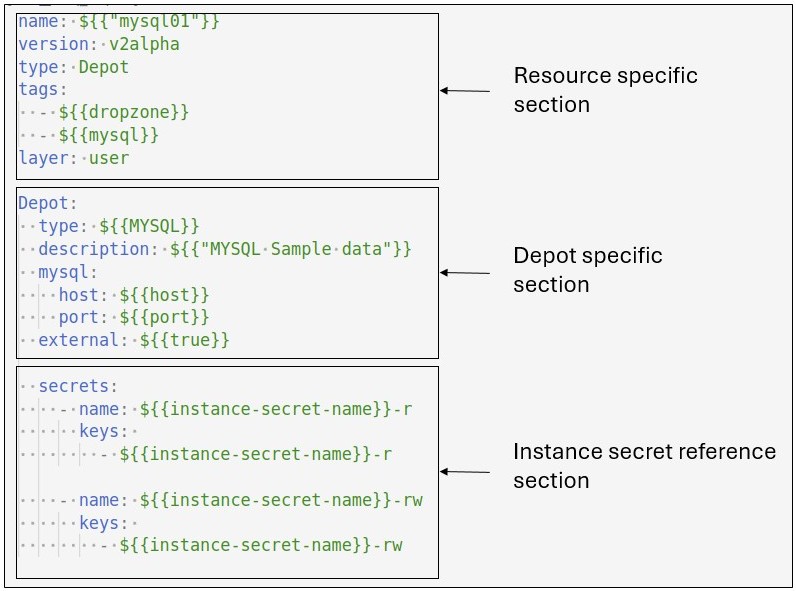 name: ${{"mysql01"}}
version: v2alpha
type: Depot
tags:
  - ${{dropzone}}
  - ${{mysql}}
layer: user
Resource specific
section
Depot:
  type: ${{MYSQL}}
  description: ${{"MYSQL Sample data"}}
  mysql:
    host: ${{host}}
    port: ${{port}}
  external: ${{true}}
Depot specific
section
  secrets:
    - name: ${{instance-secret-name}}-r
      keys:
        - ${{instance-secret-name}}-r
    - name: ${{instance-secret-name}}-rw
      keys:
        - ${{instance-secret-name}}-rw
Instance secret reference
section